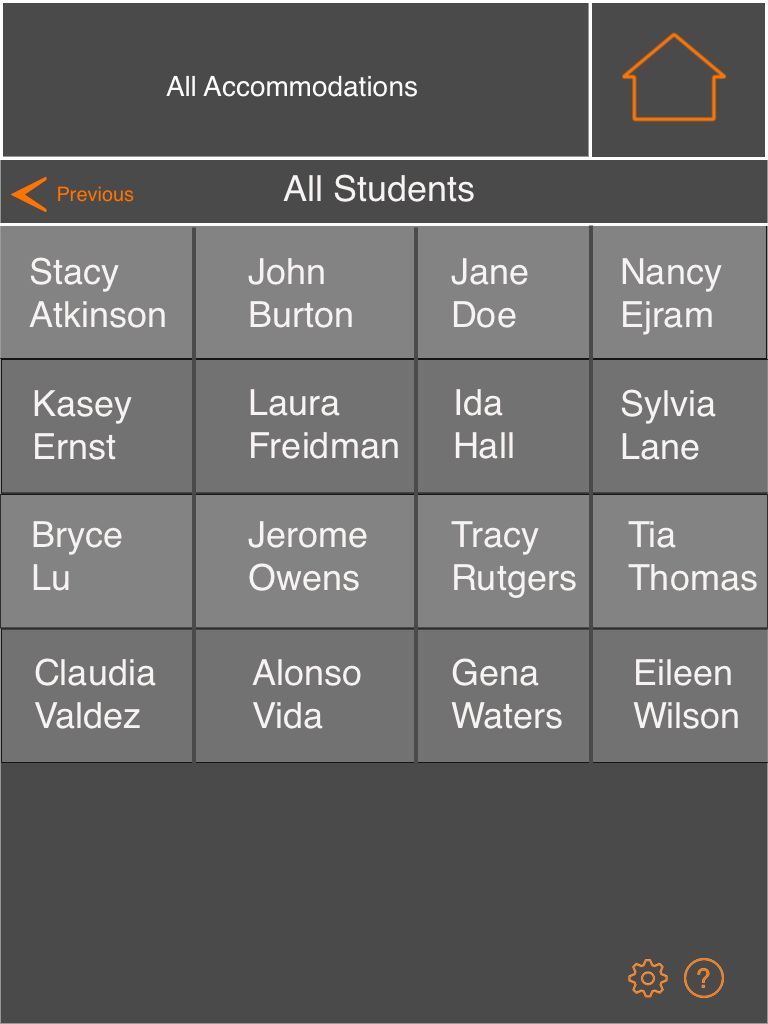 All Accommodations
Previous
All Students
Stacy
Atkinson
John
Burton
Jane
Doe
Nancy
Ejram
Kasey
Ernst
Laura
Freidman
Ida
Hall
Sylvia
Lane
Bryce
Lu
Jerome
Owens
Tracy
Rutgers
Tia
Thomas
Claudia
Valdez
Alonso
Vida
Gena
Waters
Eileen
Wilson
?